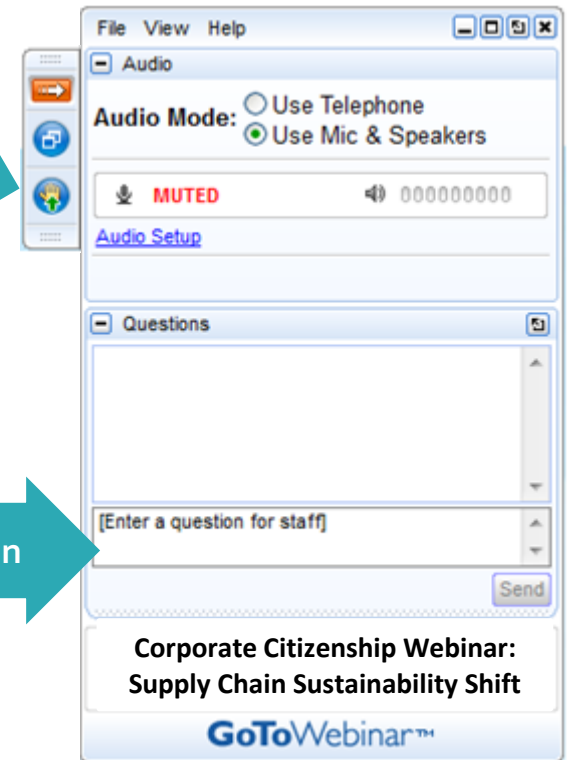 File View Help
Audio
Audio Mode:
Use Telephone
Use Mic & Speakers
MUTED 000000000
Audio Setup
Questions
[Enter a question for staff]
n
Send
Corporate Citizenship Webinar:
Supply Chain Sustainability Shift
GoToWebinar™